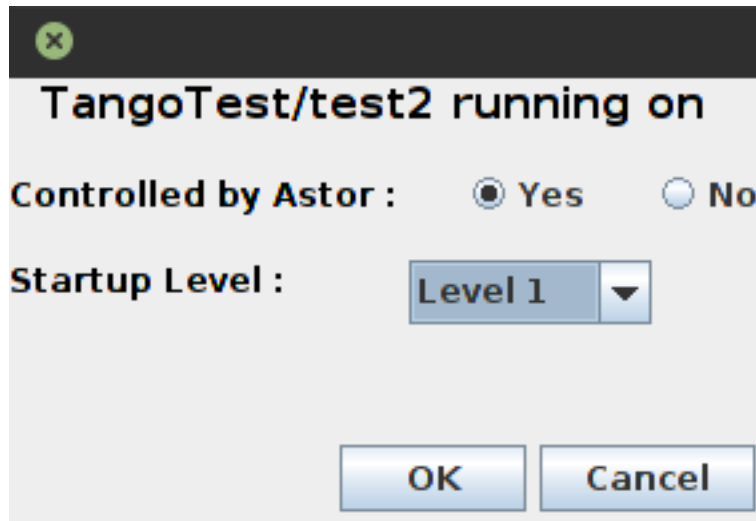 TangoTest/test2 running on
Controlled by Astor : Yes No
Startup Level : Level 1
OK Cancel